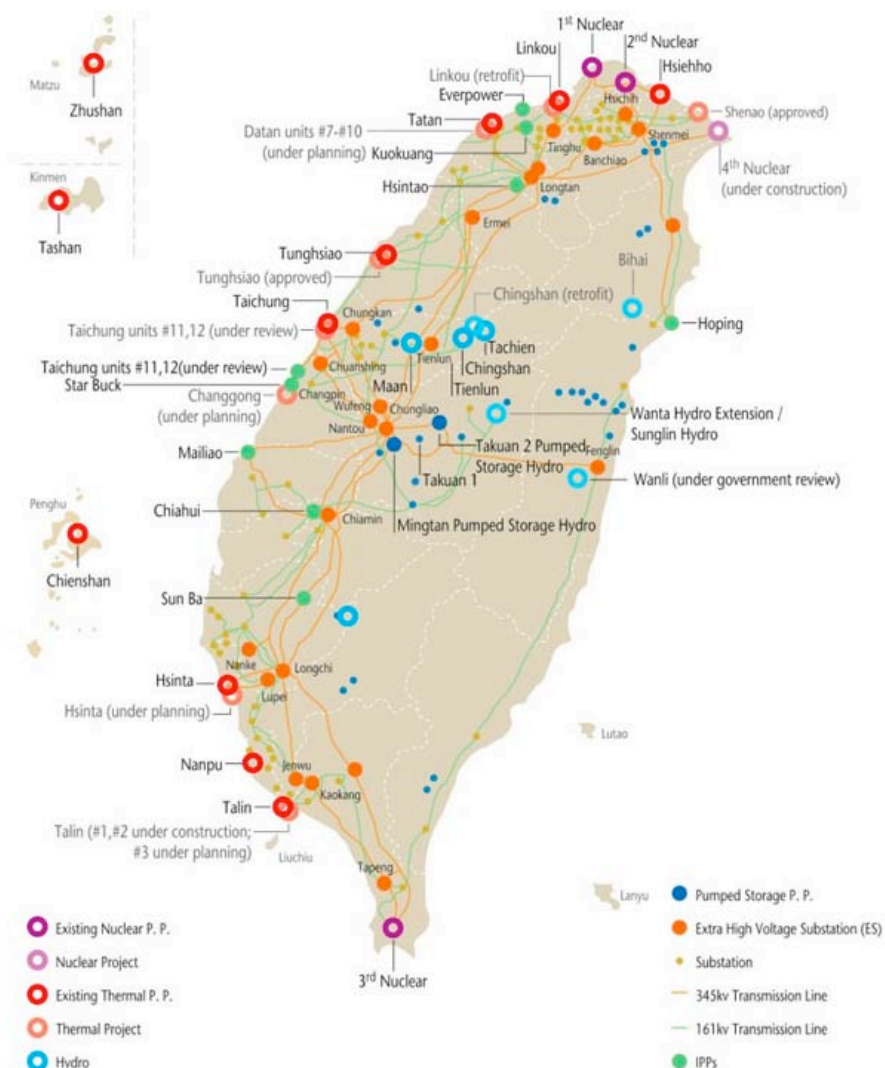 1st Nuclear
2nd Nuclear
Linkou
Hsiehho
Linkou (retrofit)
Everpower
Hsichih
Shenao (approved)
Matzu
Zhushan
Tatan
Datan units #7-#10
(under planning)
Kuokuang
Tinghu
Shenmei
Banchiao
4th Nuclear
(under construction)
Kinmen
Hsintao
Longtan
Tashan
Ermei
Tunghsiao
Tunghsiao (approved)
Bihai
Taichung
Chungkan
Chingshan (retrofit)
Taichung units #11,12 (under review)
Hoping
Tachien
Tienlun
Chingshan
Taichung units #11,12(under review)
Chuanshing
Maan
Tienlun
Star Buck
Changpin
Changgong
(under planning)
Wufeng
Chungliao
Nantou
Wanta Hydro Extension /
Sunglin Hydro
Takuan 2 Pumped
Storage Hydro
Fenglin
Mailiao
Takuan 1
Wanli (under government review)
Penghu
Chiahui
Chiamin
Mingtan Pumped Storage Hydro
Chienshan
Sun Ba
Nanke
Longchi
Hsinta
Lupei
Hsinta (under planning)
Lutao
Nanpu
Jenwu
Kaokang
Talin
Talin (#1,#2 under construction;
#3 under planning)
Liuchiu
Tapeng
Lanyu
3rd Nuclear
Existing Nuclear P. P.
Nuclear Project
Existing Thermal P. P.
Thermal Project
Hydro
Pumped Storage P. P.
Extra High Voltage Substation (ES)
Substation
345kv Transmission Line
161kv Transmission Line
IPPs